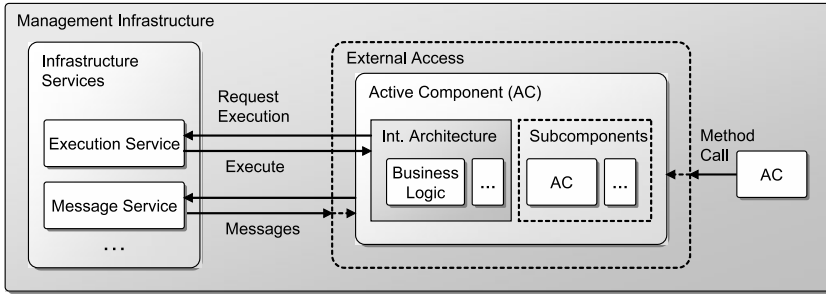 Management Infrastructure
Infrastructure
Services
Execution Service
Message Service
...
Request
Execution
Execute
Messages
External Access
Active Component (AC)
Int. Architecture
Business
Logic
...
Subcomponents
AC
...
Method
Call
AC